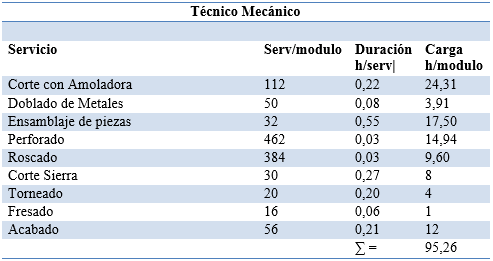 Técnico Mecánico
Servicio Serv/modulo Duración h/serv| Carga h/modulo
Corte con Amoladora 112 0,22 24,31
Doblado de Metales 50 0,08 3,91
Ensamblaje de piezas 32 0,55 17,50
Perforado 462 0,03 14,94
Roscado 384 0,03 9,60
Corte Sierra 30 0,27 8
Torneado 20 0,20 4
Fresado 16 0,06 1
Acabado 56 0,21 12
∑ = 95,26